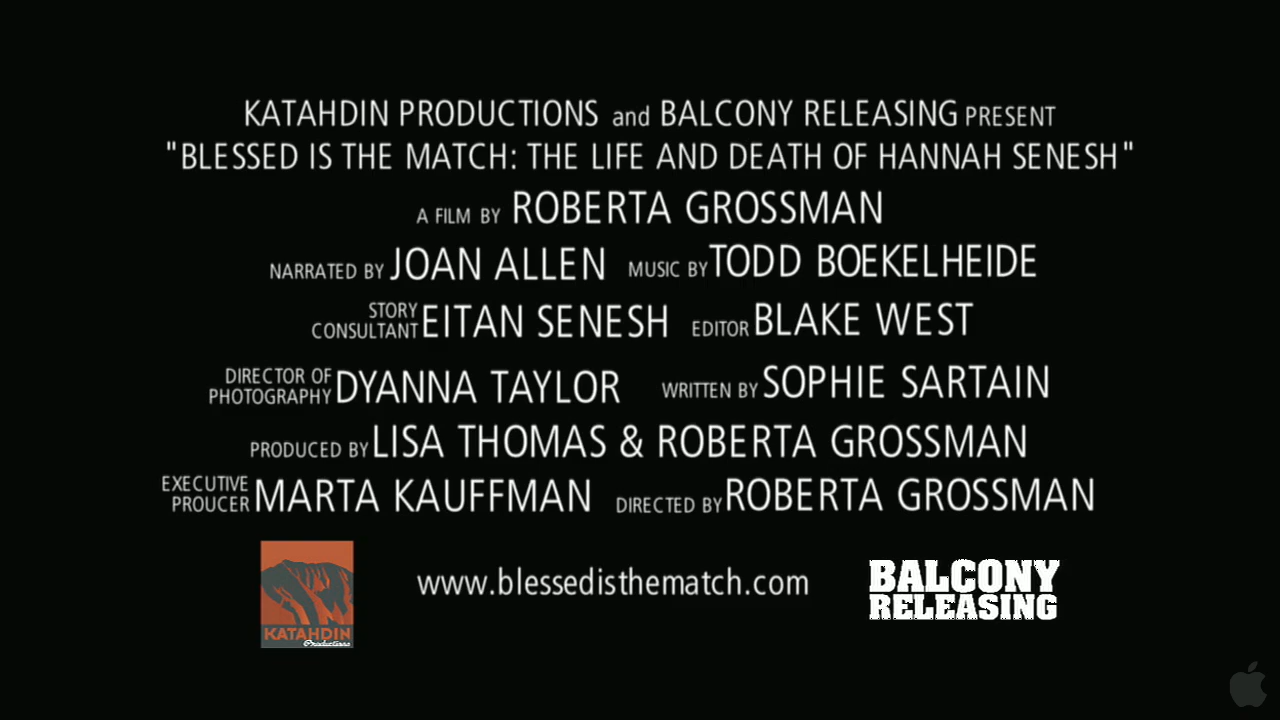 KATAHDIN PRODUCTIONS and BALCONY RELEASING PRESENT
"BLESSED IS THE MATCH: THE LIFE AND DEATH OF HANNAH SENESH"
A FILM BY ROBERTA GROSSMAN
NARRATED BY JOAN ALLEN MUSIC BY TODD BOEKELHEIDE
STORY CONSULTANT EITAN SENESH EDITOR BLAKE WEST
DIRECTOR OF PHOTOGRAPHY DYANNA TAYLOR WRITTEN BY SOPHIE SARTAIN
PRODUCED BY LISA THOMAS & ROBERTA GROSSMAN
EXECUTIVE PROUCER MARTA KAUFFMAN DIRECTED BY ROBERTA GROSSMAN
KATAHDIN
Productions
www.blessedisthematch.com
BALCONY
RELEASING